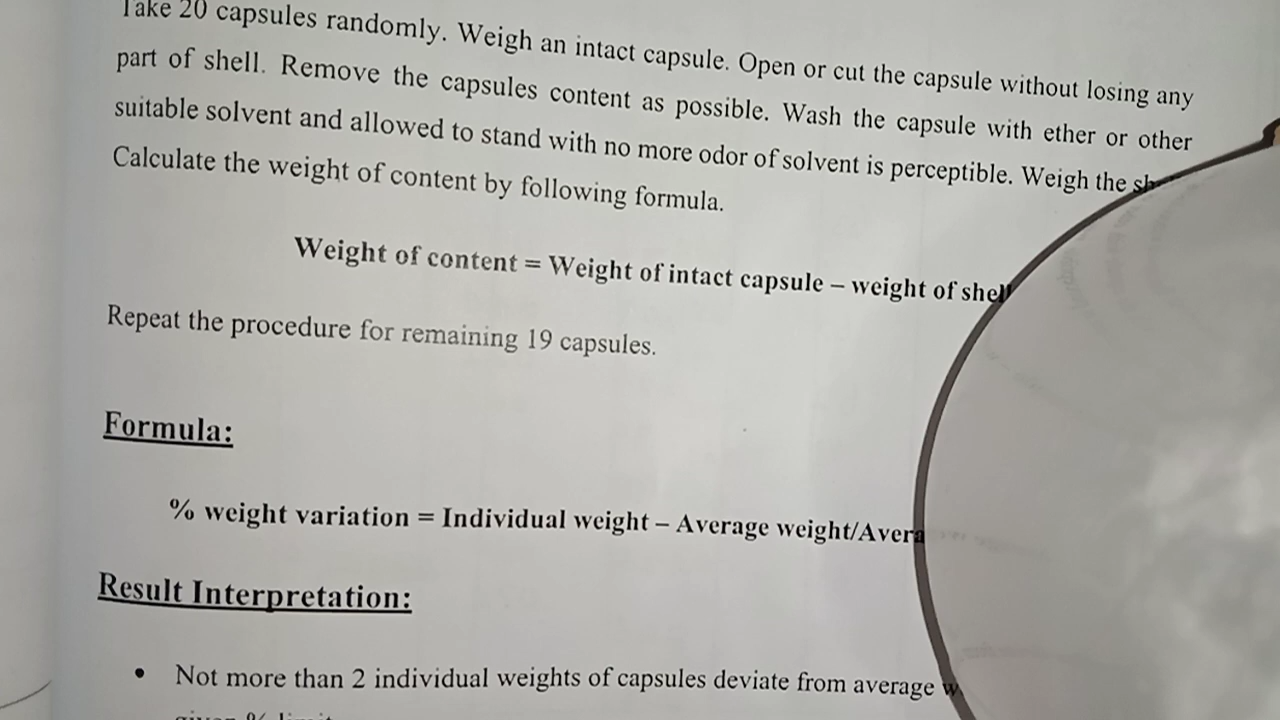 Take 20 capsules randomly. Weigh an intact capsule. Open or cut the capsule without losing any
part of shell. Remove the capsules content as possible. Wash the capsule with ether or other
suitable solvent and allowed to stand with no more odor of solvent is perceptible. Weigh the
Calculate the weight of content by following formula.
Weight of content = Weight of intact capsule – weight of shell
Repeat the procedure for remaining 19 capsules.
Formula:
% weight variation = Individual weight – Average weight/Avera
Result Interpretation:
• Not more than 2 individual weights of capsules deviate from average